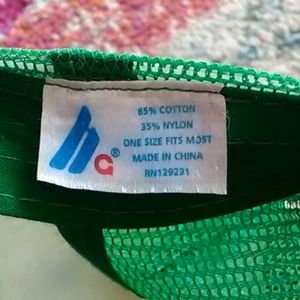 65% COTTON
35% NYLON
ONE SIZE FITS MOST
MADE IN CHINA
RN129231